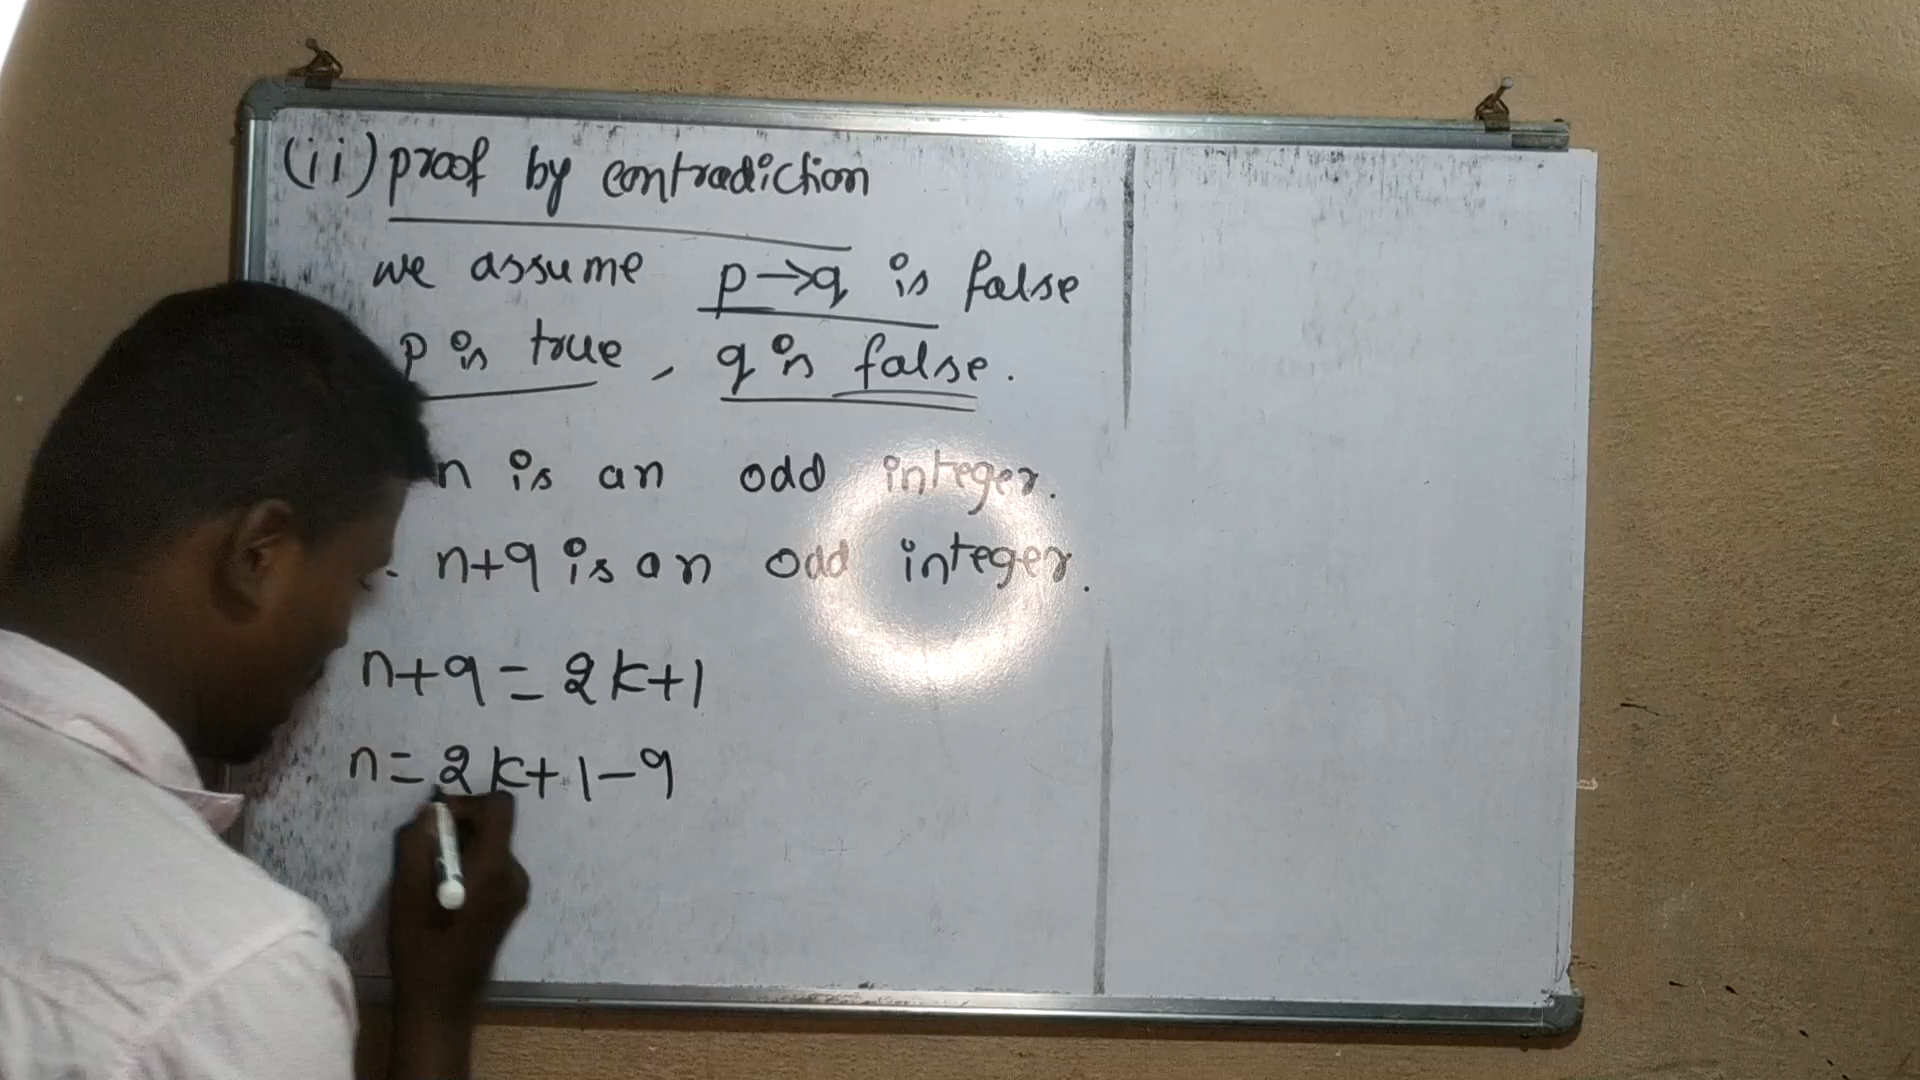 (ii) proof by contradiction
we assume p→q is false
p is true, q is false.
n is an odd integer.
n+9 is an odd integer.
n+9=2k+1
n=2k+1-9